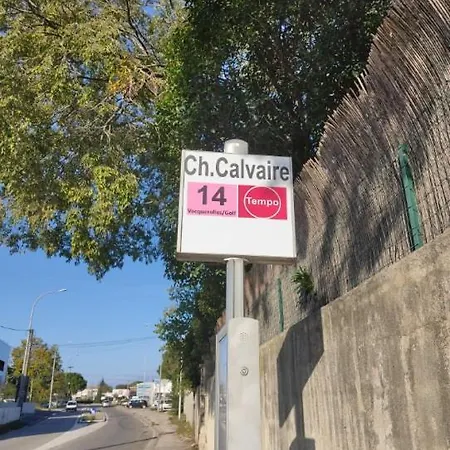 Ch.Calvaire
14 Tempo
Vacquerolles/Golf